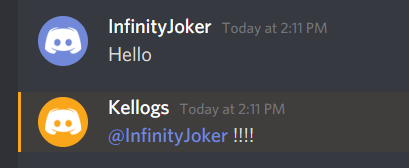 InfinityJoker Today at 2:11 PM
Hello
Kellogs Today at 2:11 PM
@InfinityJoker !!!!